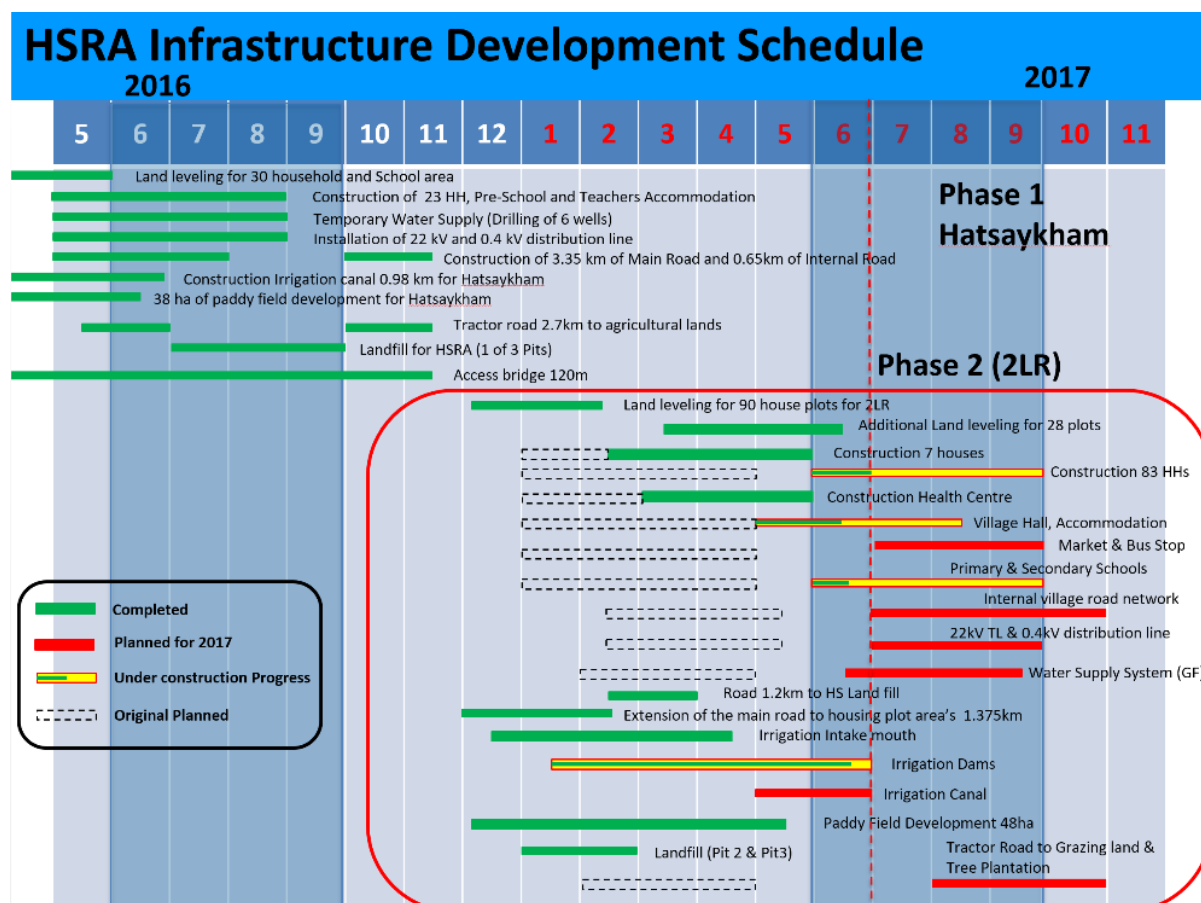 HSRA Infrastructure Development Schedule
2016
2017
5 6 7 8 9 10 11 12 1 2 3 4 5 6 7 8 9 10 11
Land leveling for 30 household and School area
Phase 1
Hatsaykham
Construction of 23 HH, Pre-School and Teachers Accommodation
Temporary Water Supply (Drilling of 6 wells)
Installation of 22 kV and 0.4 kV distribution line
Construction of 3.35 km of Main Road and 0.65km of Internal Road
Construction Irrigation canal 0.98 km for Hatsaykham
38 ha of paddy field development for Hatsaykham
Tractor road 2.7km to agricultural lands
Landfill for HSRA (1 of 3 Pits)
Phase 2 (2LR)
Access bridge 120m
Land leveling for 90 house plots for 2LR
Additional Land leveling for 28 plots
Construction 7 houses
Construction 83 HHs
Construction Health Centre
Village Hall, Accommodation
Market & Bus Stop
Primary & Secondary Schools
Internal village road network
22kV TL & 0.4kV distribution line
Water Supply System (GF)
Road 1.2km to HS Land fill
Extension of the main road to housing plot area's 1.375km
Irrigation Intake mouth
Irrigation Dams
Irrigation Canal
Paddy Field Development 48ha
Landfill (Pit 2 & Pit3)
Tractor Road to Grazing land &
Tree Plantation
Completed
Planned for 2017
Under construction Progress
Original Planned